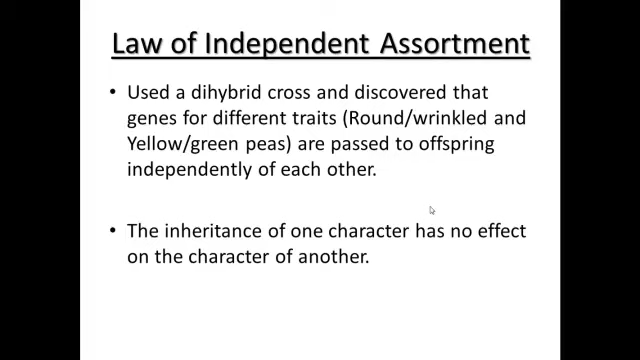 Law of Independent Assortment
• Used a dihybrid cross and discovered that
genes for different traits (Round/wrinkled and
Yellow/green peas) are passed to offspring
independently of each other.
• The inheritance of one character has no effect
on the character of another.